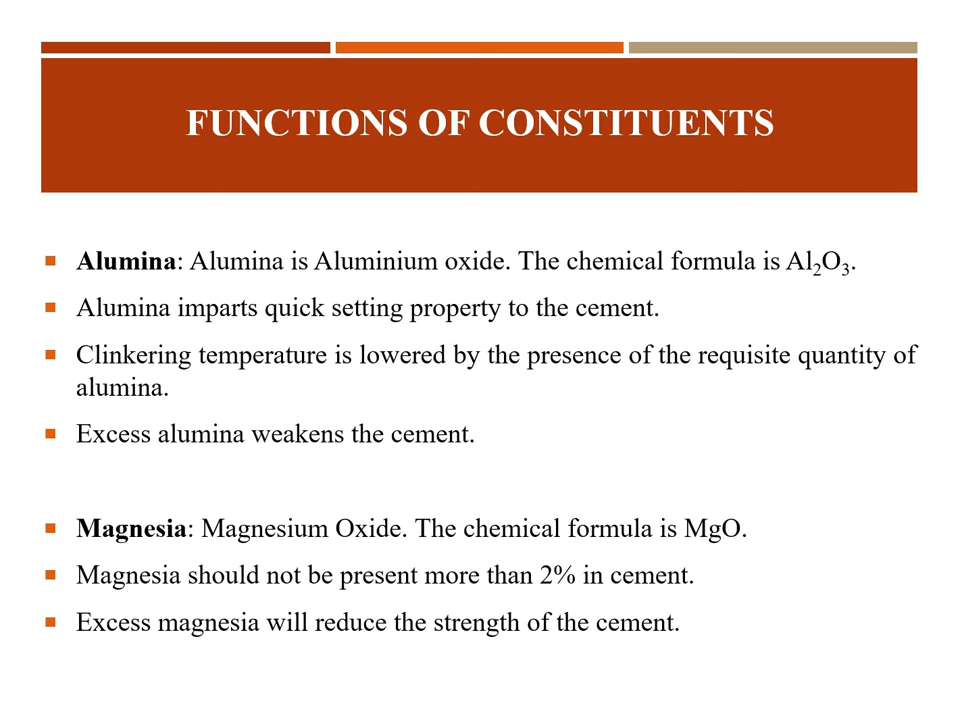 FUNCTIONS OF CONSTITUENTS
Alumina: Alumina is Aluminium oxide. The chemical formula is Al₂O₃.
Alumina imparts quick setting property to the cement.
Clinkering temperature is lowered by the presence of the requisite quantity of
alumina.
Excess alumina weakens the cement.
Magnesia: Magnesium Oxide. The chemical formula is MgO.
Magnesia should not be present more than 2% in cement.
Excess magnesia will reduce the strength of the cement.